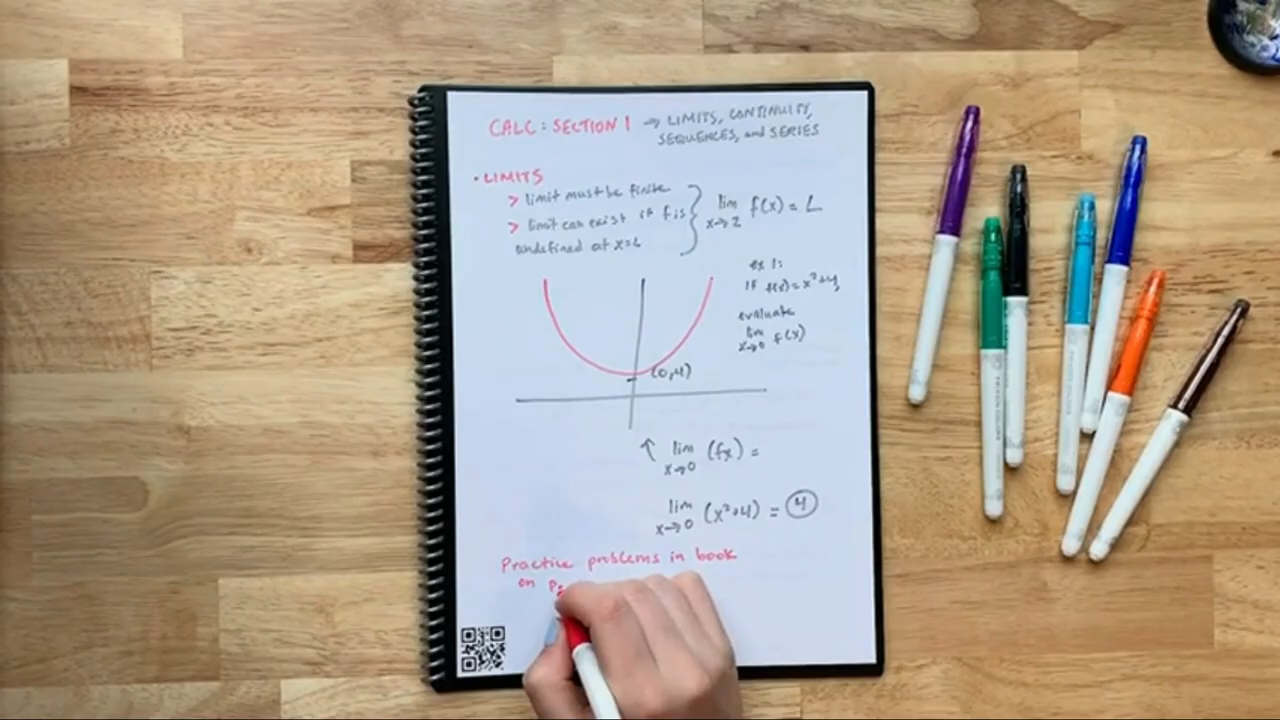 CALC: SECTION 1 → LIMITS, CONTINUITY,
SEQUENCES, and SERIES
• LIMITS
> limit must be finite
> limit can exist if f is
undefined at x=
lim f(x) = L
x→2
ex 1:
if f(x) = x²+4,
evaluate
lim f(x)
x→0
(0,4)
↑ lim (fx) =
x→0
lim (x²+4) = 4
x→0
Practice problems in book
on